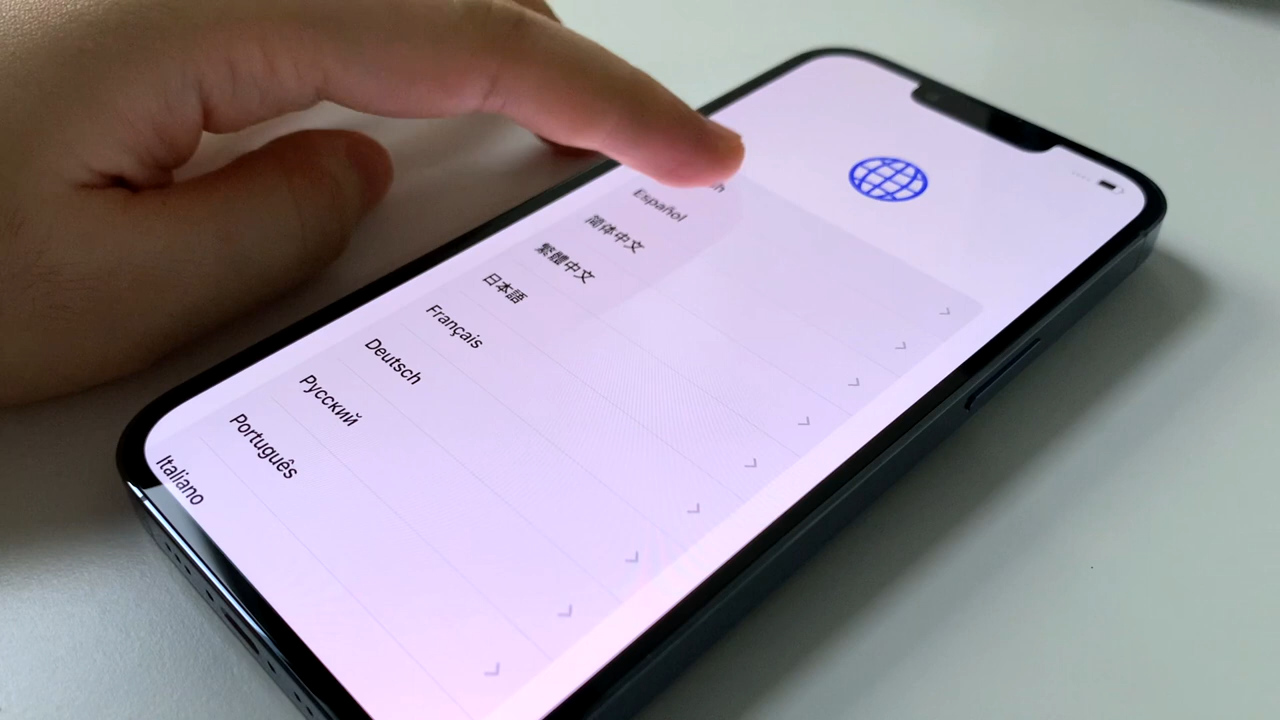 Español
简体中文
繁體中文
日本語
Français
Deutsch
Русский
Português
Italiano